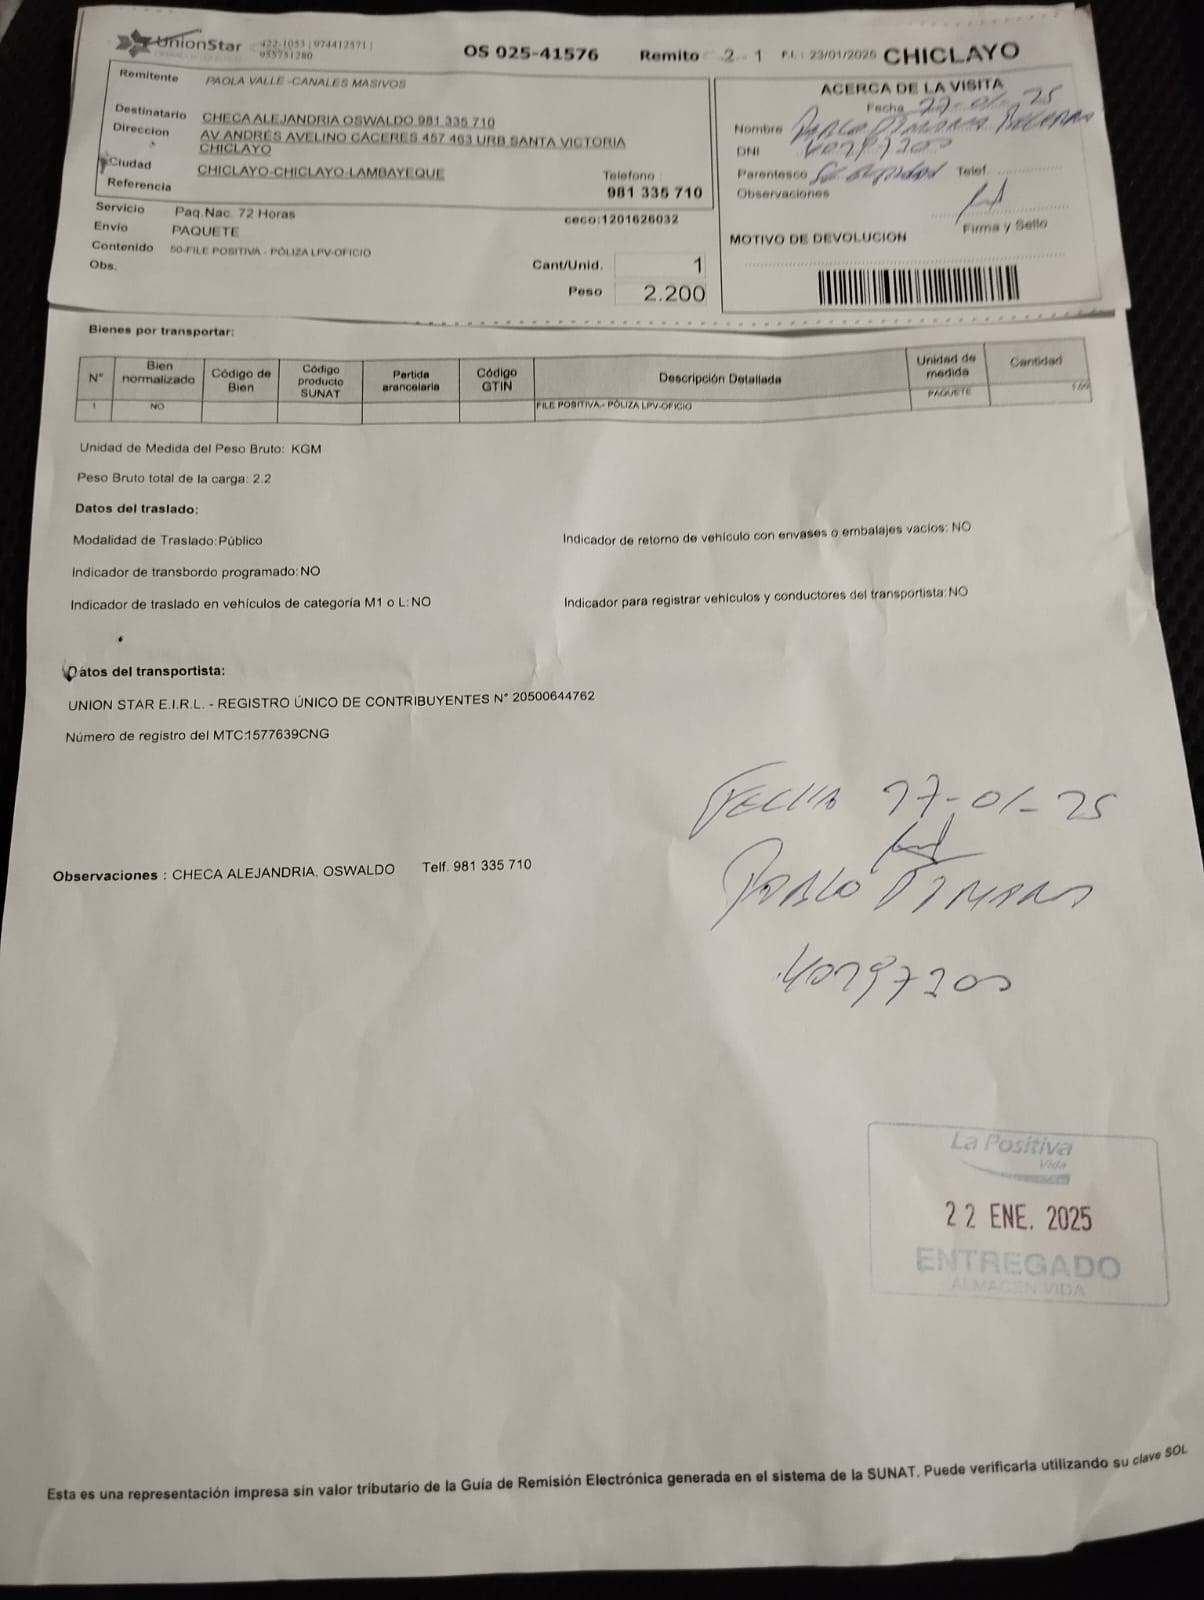 UnionStar 422-1053 | 974412571 | 955751280
OS 025-41576 Remito 2 - 1 F.I.: 23/01/2025 CHICLAYO
Remitente PAOLA VALLE -CANALES MASIVOS
Destinatario CHECA ALEJANDRIA OSWALDO 981 335 710
Direccion AV ANDRÉS AVELINO CÁCERES 457 463 URB SANTA VICTORIA
CHICLAYO
Ciudad CHICLAYO-CHICLAYO-LAMBAYEQUE
Referencia
Telefono :
981 335 710
Servicio Paq.Nac. 72 Horas
ceco:1201626032
Envio PAQUETE
Contenido 50-FILE POSITIVA - PÓLIZA LPV-OFICIO
Obs.
Cant/Unid. 1
Peso 2.200
ACERCA DE LA VISITA
Fecha 27-01-25
Nombre
DNI 40797200
Parentesco Telef.
Observaciones
Firma y Sello
MOTIVO DE DEVOLUCION
Bienes por transportar:
N° Bien normalizado Código de Bien Código producto SUNAT Partida arancelaria Código GTIN Descripción Detallada Unidad de medida Cantidad
1 NO FILE POSITIVA - PÓLIZA LPV-OFICIO PAQUETE
Unidad de Medida del Peso Bruto: KGM
Peso Bruto total de la carga: 2.2
Datos del traslado:
Modalidad de Traslado:Público Indicador de retorno de vehículo con envases o embalajes vacíos: NO
Indicador de transbordo programado:NO
Indicador de traslado en vehículos de categoría M1 o L:NO Indicador para registrar vehículos y conductores del transportista:NO
Datos del transportista:
UNION STAR E.I.R.L. - REGISTRO ÚNICO DE CONTRIBUYENTES N° 20500644762
Número de registro del MTC:1577639CNG
FECHA 27-01-25
PABLO
40797200
Observaciones : CHECA ALEJANDRIA, OSWALDO Telf. 981 335 710
La Positiva
Vida
22 ENE. 2025
ENTREGADO
ALMACEN VIDA
Esta es una representación impresa sin valor tributario de la Guía de Remisión Electrónica generada en el sistema de la SUNAT. Puede verificarla utilizando su clave SOL